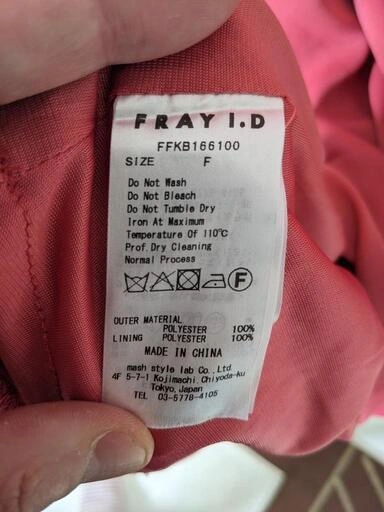 FRAY I.D
FFKB166100
SIZE F
Do Not Wash
Do Not Bleach
Do Not Tumble Dry
Iron At Maximum
Temperature Of 110℃
Prof.Dry Cleaning
Normal Process
F
OUTER MATERIAL
POLYESTER 100%
LINING POLYESTER 100%
MADE IN CHINA
mash style lab Co.,Ltd.
4F 5-7-1 Kojimachi,Chiyoda-ku
Tokyo,Japan
TEL 03-5778-4105